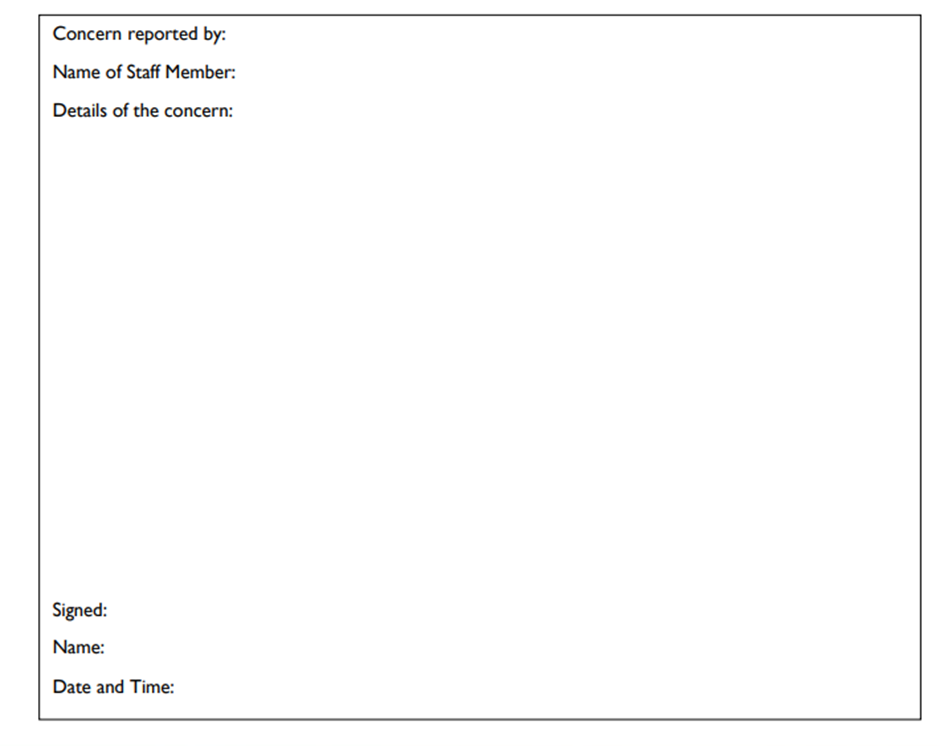 Concern reported by:
Name of Staff Member:
Details of the concern:
Signed:
Name:
Date and Time: